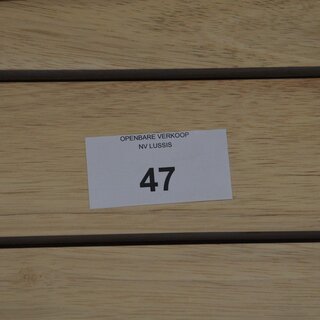 OPENBARE VERKOOP
NV LUSSIS
47